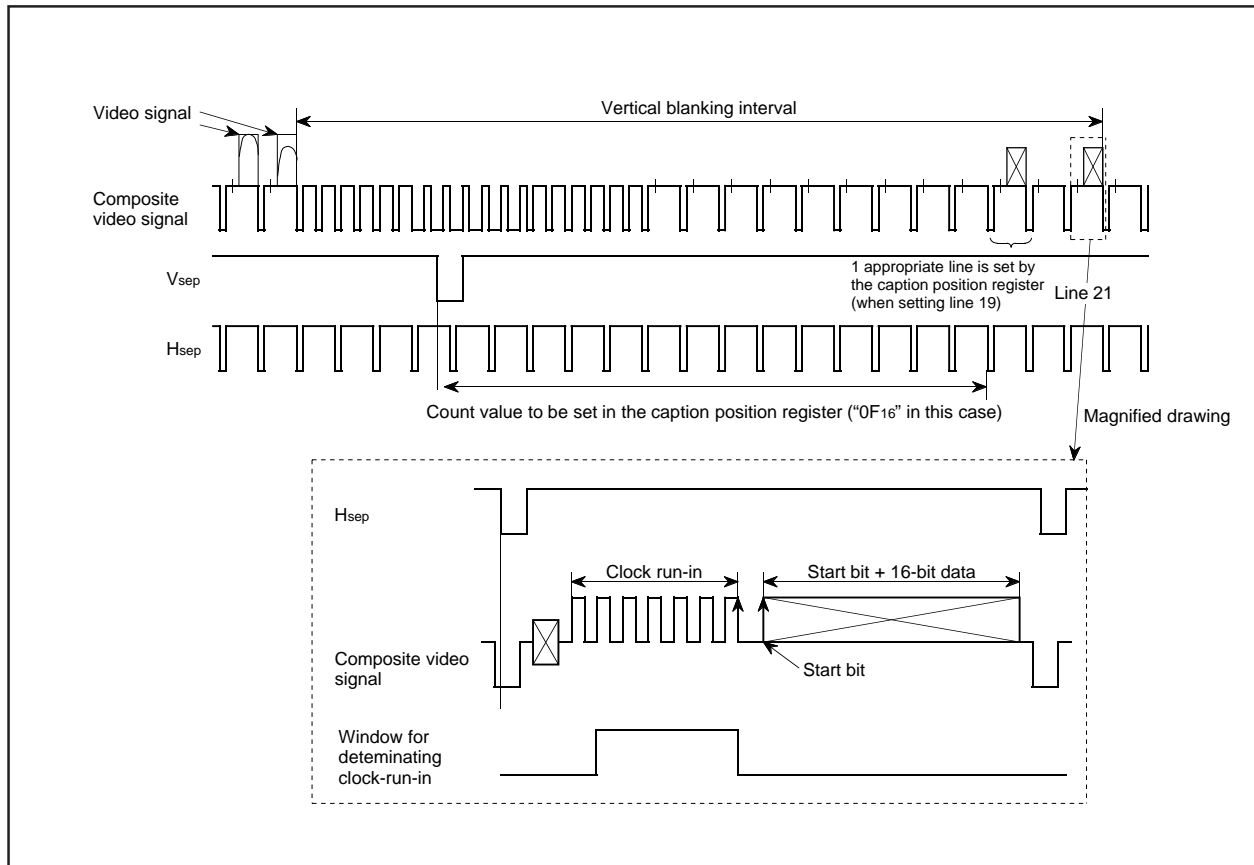 Video signal
Vertical blanking interval
Composite
video signal
Vsep
1 appropriate line is set by
the caption position register
(when setting line 19)
Line 21
Hsep
Count value to be set in the caption position register (“0F16” in this case)
Magnified drawing
Hsep
Clock run-in
Start bit + 16-bit data
Composite video
signal
Start bit
Window for
deteminating
clock-run-in